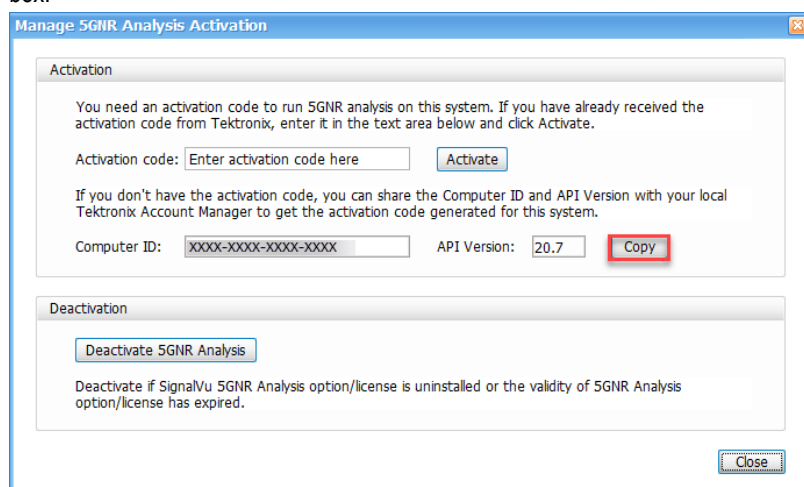 box.
Manage 5GNR Analysis Activation
Activation
You need an activation code to run 5GNR analysis on this system. If you have already received the
activation code from Tektronix, enter it in the text area below and click Activate.
Activation code: Enter activation code here Activate
If you don't have the activation code, you can share the Computer ID and API Version with your local
Tektronix Account Manager to get the activation code generated for this system.
Computer ID: XXXX-XXXX-XXXX-XXXX API Version: 20.7 Copy
Deactivation
Deactivate 5GNR Analysis
Deactivate if SignalVu 5GNR Analysis option/license is uninstalled or the validity of 5GNR Analysis
option/license has expired.
Close